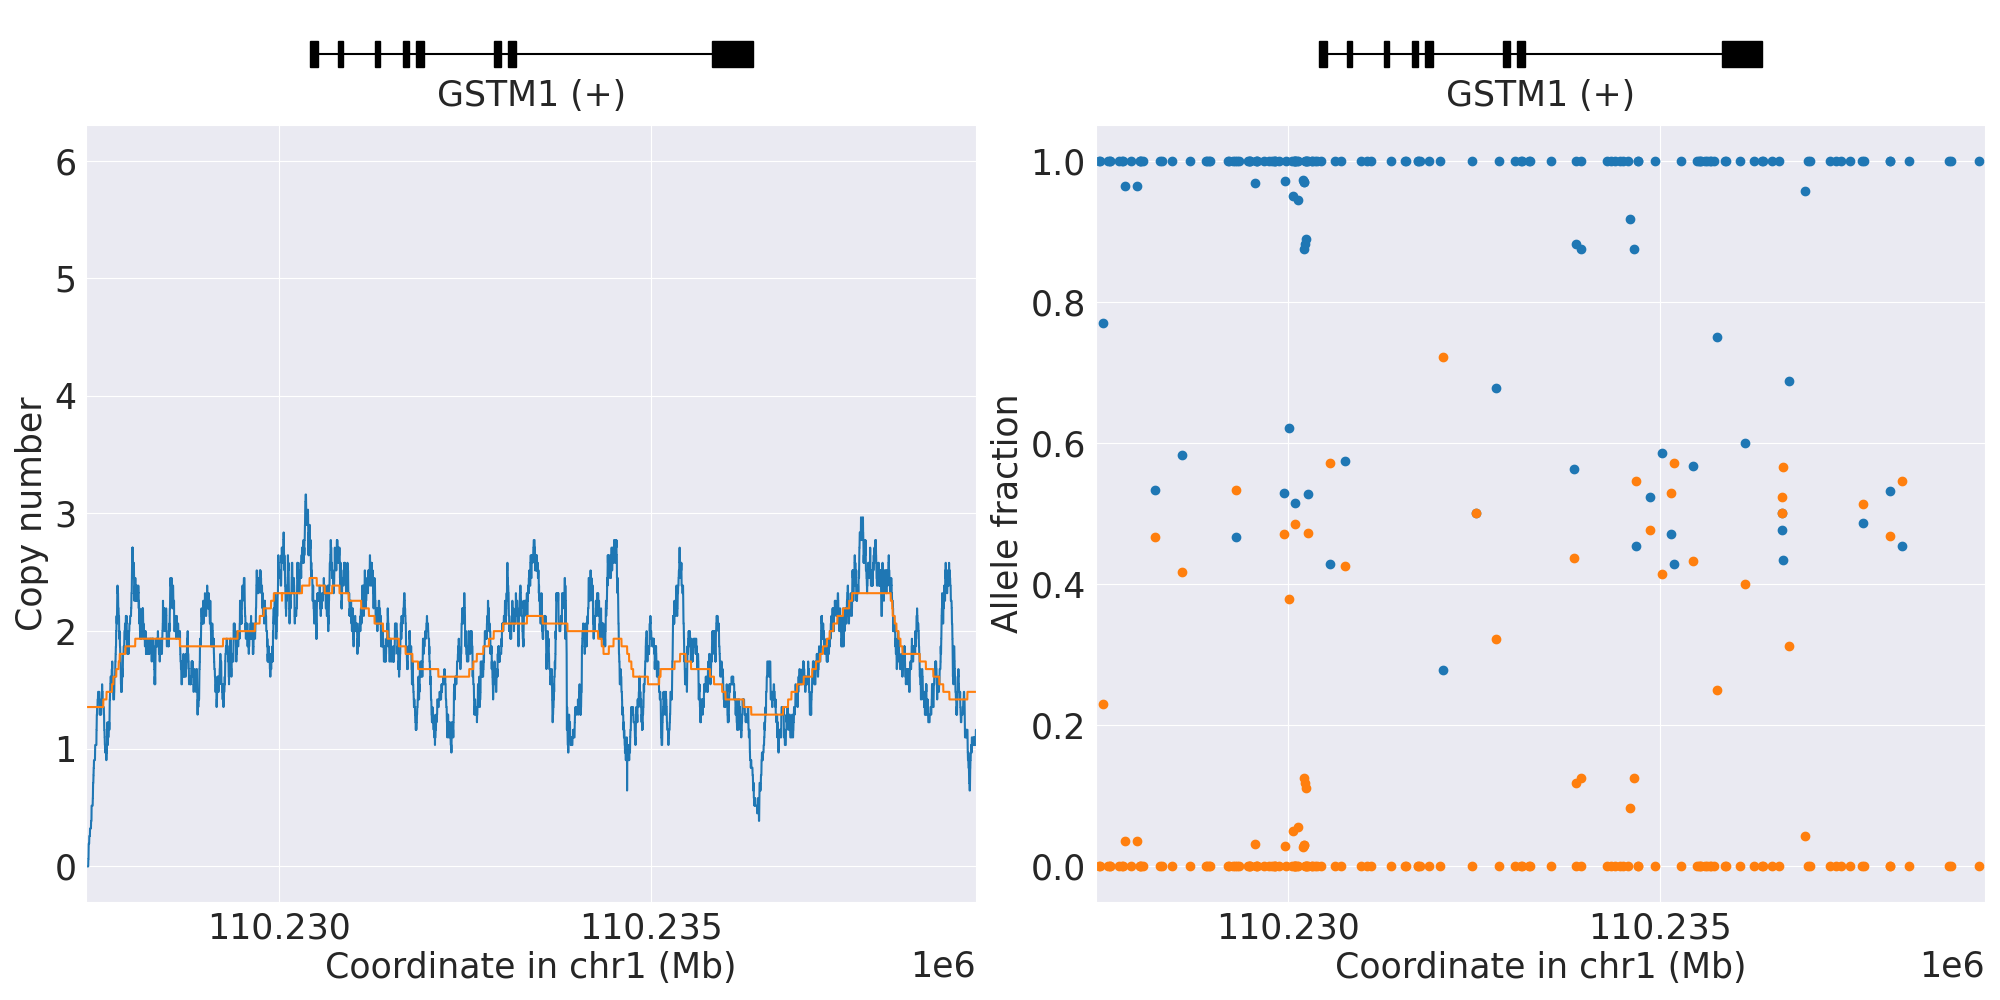 GSTM1 (+)
6
5
4
3
2
1
0
Copy number
110.230
110.235
Coordinate in chr1 (Mb)
1e6
GSTM1 (+)
1.0
0.8
0.6
0.4
0.2
0.0
Allele fraction
110.230
110.235
Coordinate in chr1 (Mb)
1e6